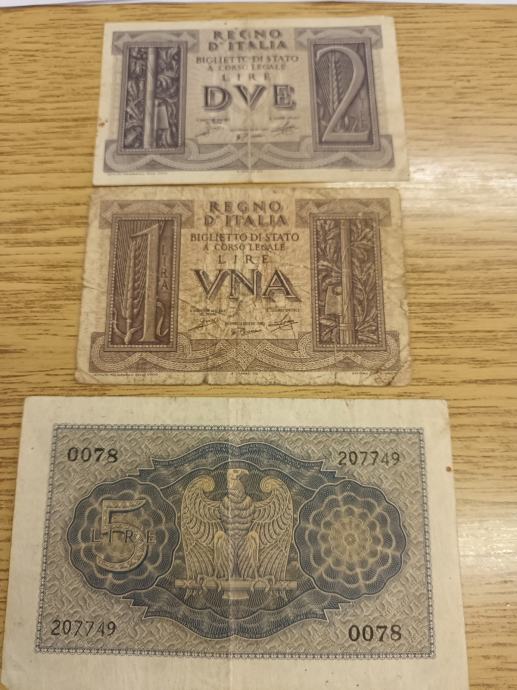 REGNO
D'ITALIA
BIGLIETTO DI STATO
A CORSO LEGALE
LIRE
DVE
2
REGNO
D'ITALIA
BIGLIETTO DI STATO
A CORSO LEGALE
LIRE
VNA
1
LIRA
0078
207749
5
LIRE
207749
0078